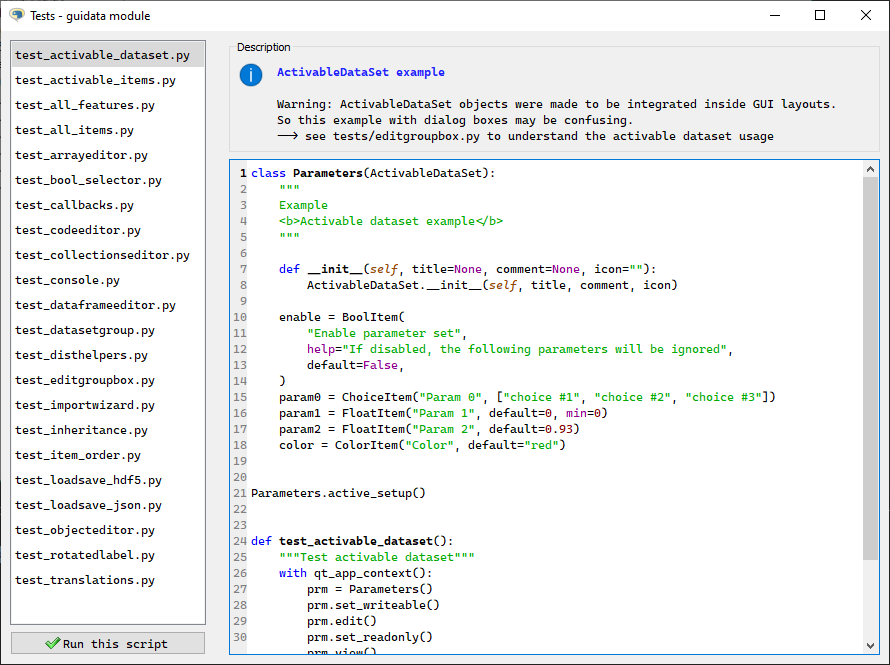 Tests - guidata module
test_activable_dataset.py
test_activable_items.py
test_all_features.py
test_all_items.py
test_arrayeditor.py
test_bool_selector.py
test_callbacks.py
test_codeeditor.py
test_collectionseditor.py
test_console.py
test_dataframeeditor.py
test_datasetgroup.py
test_disthelpers.py
test_editgroupbox.py
test_importwizard.py
test_inheritance.py
test_item_order.py
test_loadsave_hdf5.py
test_loadsave_json.py
test_objecteditor.py
test_rotatedlabel.py
test_translations.py
Run this script
Description
ActivableDataSet example
Warning: ActivableDataSet objects were made to be integrated inside GUI layouts.
So this example with dialog boxes may be confusing.
--> see tests/editgroupbox.py to understand the activable dataset usage
1 class Parameters(ActivableDataSet):
2     """
3     Example
4     <b>Activable dataset example</b>
5     """
6
7     def __init__(self, title=None, comment=None, icon=""):
8         ActivableDataSet.__init__(self, title, comment, icon)
9
10     enable = BoolItem(
11         "Enable parameter set",
12         help="If disabled, the following parameters will be ignored",
13         default=False,
14     )
15     param0 = ChoiceItem("Param 0", ["choice #1", "choice #2", "choice #3"])
16     param1 = FloatItem("Param 1", default=0, min=0)
17     param2 = FloatItem("Param 2", default=0.93)
18     color = ColorItem("Color", default="red")
19
20
21 Parameters.active_setup()
22
23
24 def test_activable_dataset():
25     """Test activable dataset"""
26     with qt_app_context():
27         prm = Parameters()
28         prm.set_writeable()
29         prm.edit()
30         prm.set_readonly()
prm.view()